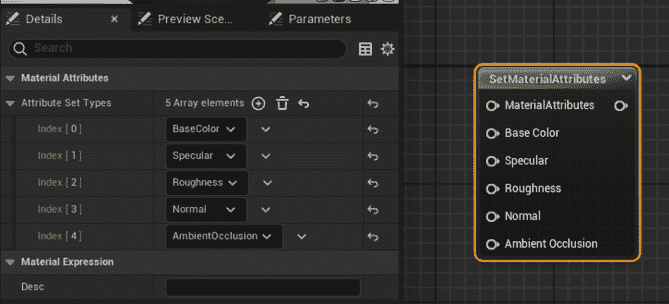 Details
Preview Sce...
Parameters
Search
Material Attributes
Attribute Set Types 5 Array elements
Index [ 0 ] BaseColor
Index [ 1 ] Specular
Index [ 2 ] Roughness
Index [ 3 ] Normal
Index [ 4 ] AmbientOcclusion
Material Expression
Desc
SetMaterialAttributes
MaterialAttributes
Base Color
Specular
Roughness
Normal
Ambient Occlusion